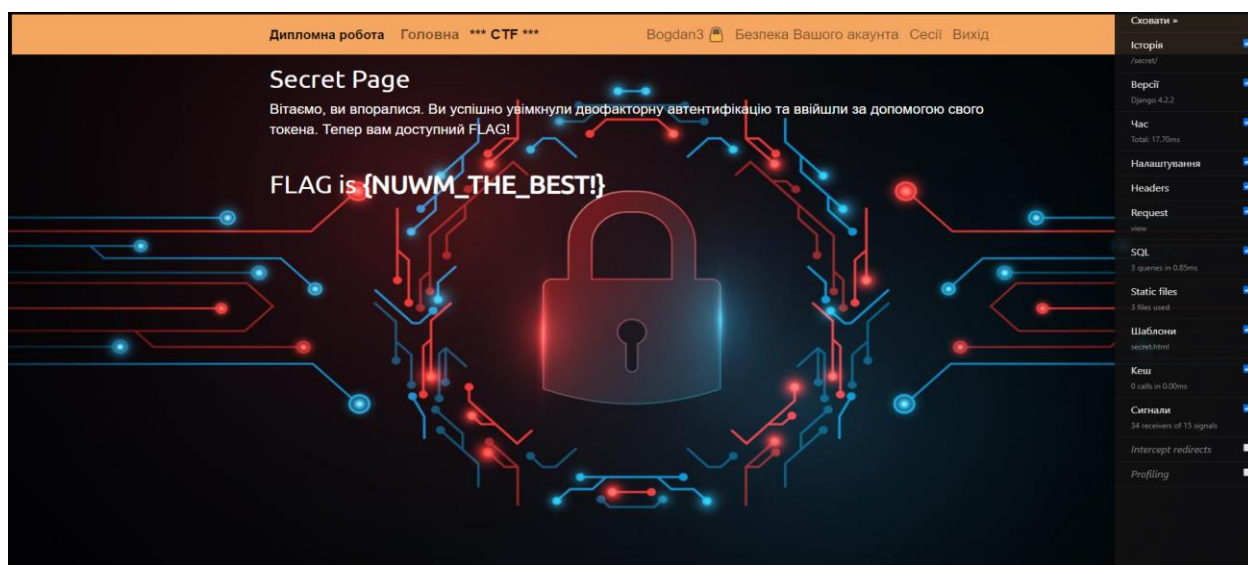 Дипломна робота Головна *** CTF *** Bogdan3 🔒 Безпека Вашого акаунта Сесії Вихід
Secret Page
Вітаємо, ви впоралися. Ви успішно увімкнули двофакторну автентифікацію та ввійшли за допомогою свого
токена. Тепер вам доступний FLAG!
FLAG is {NUWM_THE_BEST!}
Сховати »
Історія
/secret/
Версії
Django 4.2.2
Час
Total: 17.70ms
Налаштування
Headers
Request
view
SQL
3 queries in 0.85ms
Static files
3 files used
Шаблони
secret.html
Кеш
0 calls in 0.00ms
Сигнали
34 receivers of 15 signals
Intercept redirects
Profiling